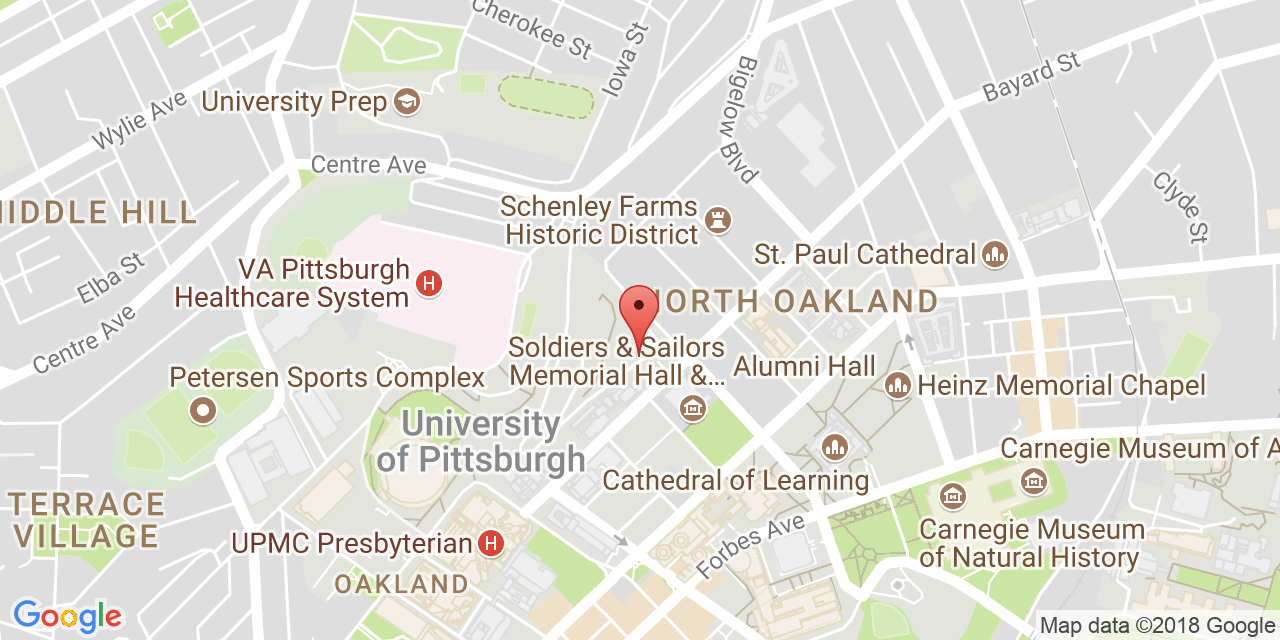 Cherokee St
Iowa St
Bigelow Blvd
Bayard St
University Prep
Wylie Ave
Centre Ave
Clyde St
IDDLE HILL
Schenley Farms
Historic District
St. Paul Cathedral
Elba St
VA Pittsburgh
Healthcare System
H
ORTH OAKLAND
Centre Ave
Soldiers & Sailors
Memorial Hall &...
Alumni Hall
Petersen Sports Complex
Heinz Memorial Chapel
University
of Pittsburgh
Carnegie Museum of A
Cathedral of Learning
TERRACE
VILLAGE
Carnegie Museum
of Natural History
Forbes Ave
UPMC Presbyterian
H
OAKLAND
Google
Map data ©2018 Google